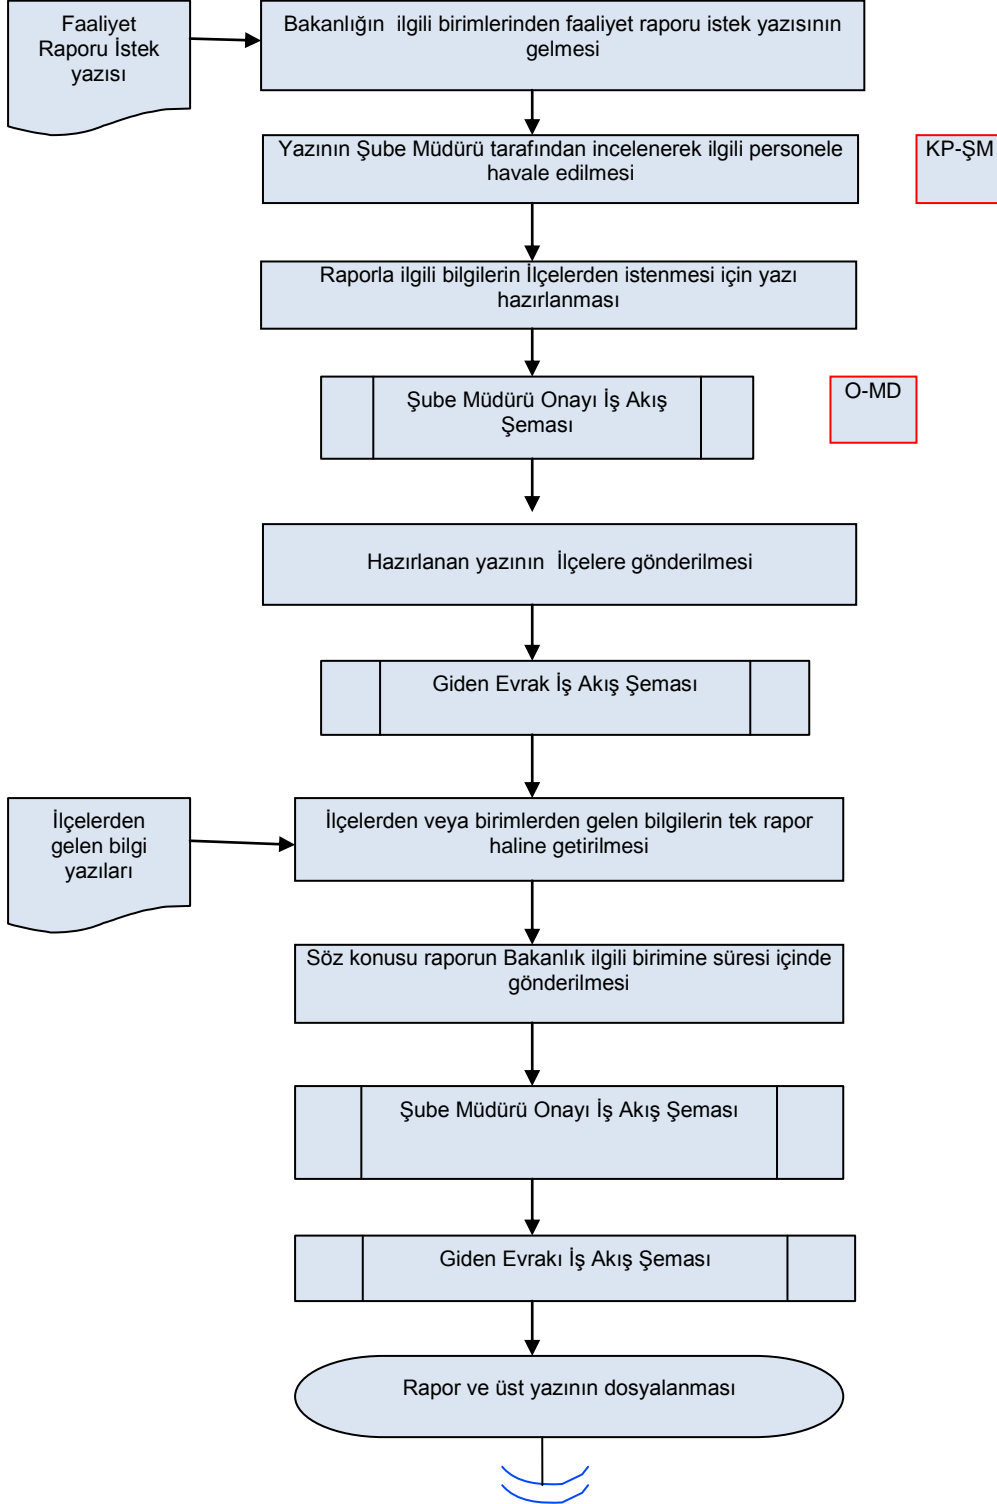 Faaliyet
Raporu İstek
yazısı
Bakanlığın ilgili birimlerinden faaliyet raporu istek yazısının
gelmesi
Yazının Şube Müdürü tarafından incelenerek ilgili personele
havale edilmesi
KP-ŞM
Raporla ilgili bilgilerin İlçelerden istenmesi için yazı
hazırlanması
Şube Müdürü Onayı İş Akış
Şeması
O-MD
Hazırlanan yazının İlçelere gönderilmesi
Giden Evrak İş Akış Şeması
İlçelerden
gelen bilgi
yazıları
İlçelerden veya birimlerden gelen bilgilerin tek rapor
haline getirilmesi
Söz konusu raporun Bakanlık ilgili birimine süresi içinde
gönderilmesi
Şube Müdürü Onayı İş Akış Şeması
Giden Evrakı İş Akış Şeması
Rapor ve üst yazının dosyalanması